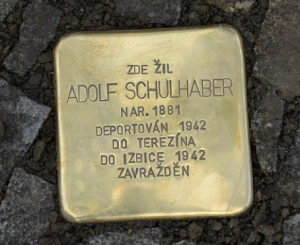 ZDE ŽIL
ADOLF SCHULHABER
NAR. 1881
DEPORTOVÁN 1942
DO TEREZÍNA
DO IZBICE 1942
ZAVRAŽDĚN